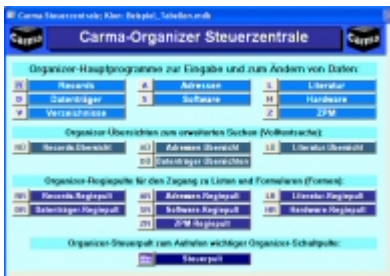 Carma Steuerzentrale; Klon: Beispiel_Tabellen.mdb
Carma Carma-Organizer Steuerzentrale Carma
Organizer-Hauptprogramme zur Eingabe und zum Ändern von Daten:
R Records A Adressen L Literatur
D Datenträger S Software H Hardware
V Verzeichnisse Z ZPM
Organizer-Übersichten zum erweiterten Suchen (Volltextsuche):
RÜ Records Übersicht AÜ Adressen Übersicht LÜ Literatur Übersicht
DÜ Datenträger Übersichten
Organizer-Regiepulte für den Zugang zu Listen und Formularen (Formen):
RR Records Regiepult AR Adressen Regiepult LR Literatur Regiepult
DR Datenträger Regiepult SR Software Regiepult HR Hardware Regiepult
ZR ZPM Regiepult
Organizer-Steuerpult zum Aufrufen wichtiger Organizer-Schaltpulte:
Steuerpult